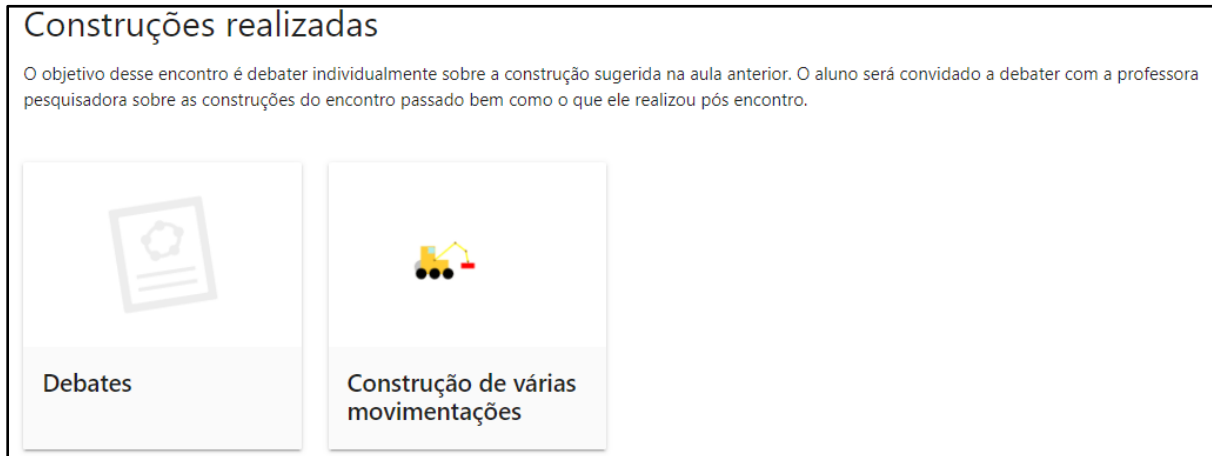 Construções realizadas
O objetivo desse encontro é debater individualmente sobre a construção sugerida na aula anterior. O aluno será convidado a debater com a professora
pesquisadora sobre as construções do encontro passado bem como o que ele realizou pós encontro.
Debates
Construção de várias
movimentações